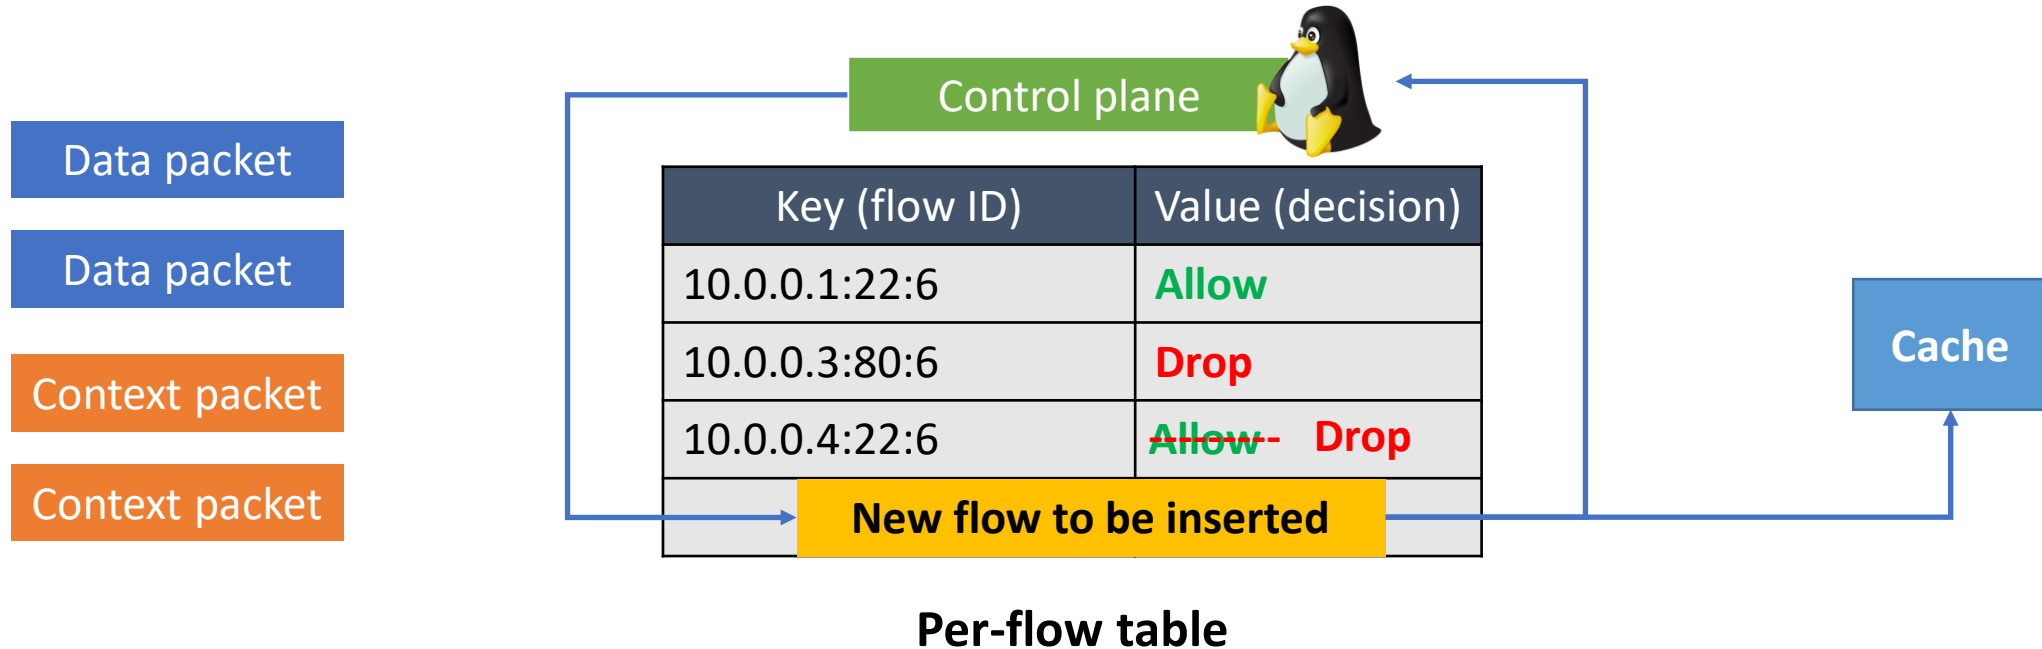 Control plane
Data packet
Data packet
Context packet
Context packet
Key (flow ID) Value (decision)
10.0.0.1:22:6 Allow
10.0.0.3:80:6 Drop
10.0.0.4:22:6 Allow Drop
New flow to be inserted
Cache
Per-flow table